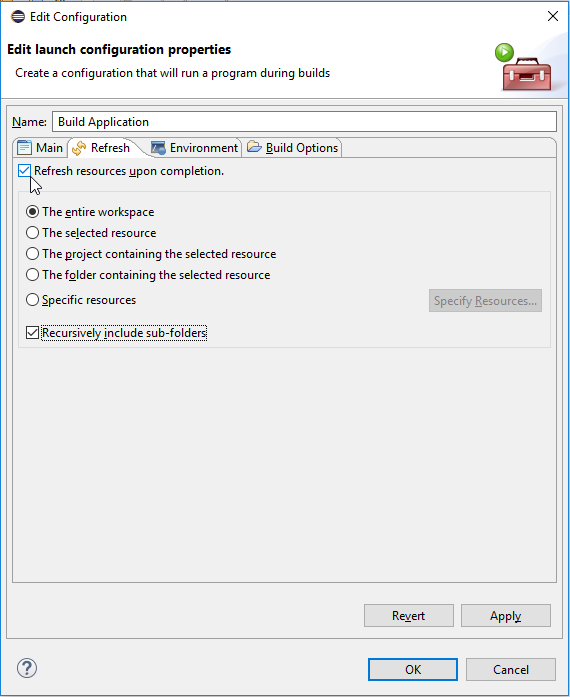 Edit Configuration
Edit launch configuration properties
Create a configuration that will run a program during builds
Name: Build Application
Main Refresh Environment Build Options
Refresh resources upon completion.
The entire workspace
The selected resource
The project containing the selected resource
The folder containing the selected resource
Specific resources Specify Resources...
Recursively include sub-folders
Revert Apply
? OK Cancel